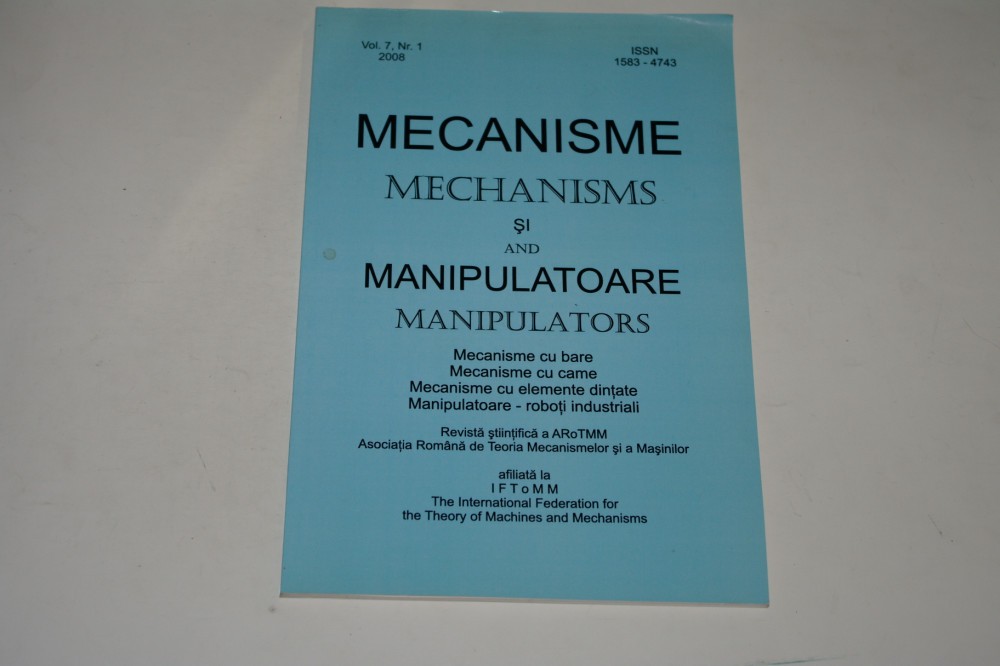 Vol. 7, Nr. 1
2008
ISSN
1583 - 4743
MECANISME
MECHANISMS
ŞI
AND
MANIPULATOARE
MANIPULATORS
Mecanisme cu bare
Mecanisme cu came
Mecanisme cu elemente dinţate
Manipulatoare - roboţi industriali
Revistă ştiinţifică a ARoTMM
Asociaţia Română de Teoria Mecanismelor şi a Maşinilor
afiliată la
I F T o M M
The International Federation for
the Theory of Machines and Mechanisms